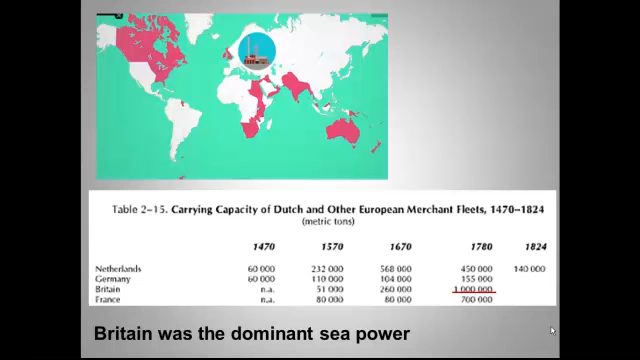 Table 2–15. Carrying Capacity of Dutch and Other European Merchant Fleets, 1470–1824
(metric tons)
1470 1570 1670 1780 1824
Netherlands 60 000 232 000 568 000 450 000 140 000
Germany 60 000 110 000 104 000 155 000
Britain n.a. 51 000 260 000 1 000 000
France n.a. 80 000 80 000 700 000
Britain was the dominant sea power